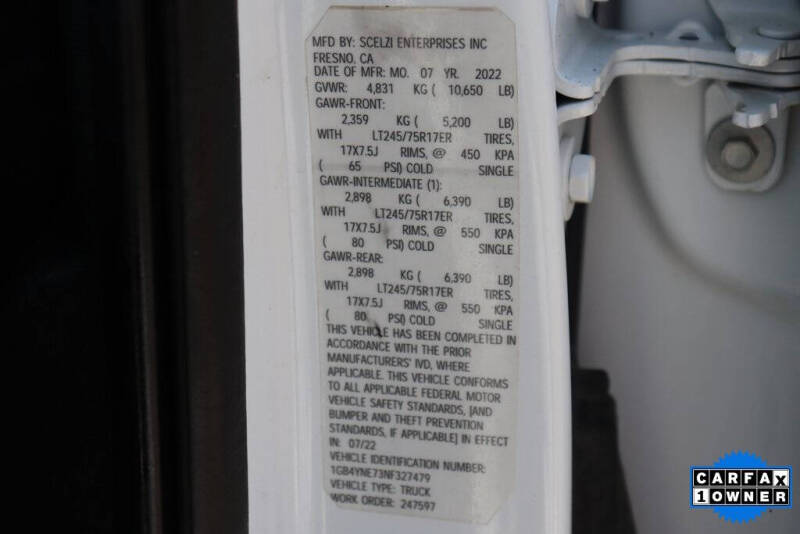 MFD BY: SCELZI ENTERPRISES INC
FRESNO, CA
DATE OF MFR: MO. 07 YR. 2022
GVWR: 4,831 KG ( 10,650 LB)
GAWR-FRONT:
2,359 KG ( 5,200 LB)
WITH LT245/75R17ER TIRES,
17X7.5J RIMS, @ 450 KPA
( 65 PSI) COLD SINGLE
GAWR-INTERMEDIATE (1):
2,898 KG ( 6,390 LB)
WITH LT245/75R17ER TIRES,
17X7.5J RIMS, @ 550 KPA
( 80 PSI) COLD SINGLE
GAWR-REAR:
2,898 KG ( 6,390 LB)
WITH LT245/75R17ER TIRES,
17X7.5J RIMS, @ 550 KPA
( 80 PSI) COLD SINGLE
THIS VEHICLE HAS BEEN COMPLETED IN
ACCORDANCE WITH THE PRIOR
MANUFACTURERS' IVD, WHERE
APPLICABLE. THIS VEHICLE CONFORMS
TO ALL APPLICABLE FEDERAL MOTOR
VEHICLE SAFETY STANDARDS, [AND
BUMPER AND THEFT PREVENTION
STANDARDS, IF APPLICABLE] IN EFFECT
IN: 07/22
VEHICLE IDENTIFICATION NUMBER:
1GB4YNE73NF327479
VEHICLE TYPE: TRUCK
WORK ORDER: 247597
CARFAX
1 OWNER